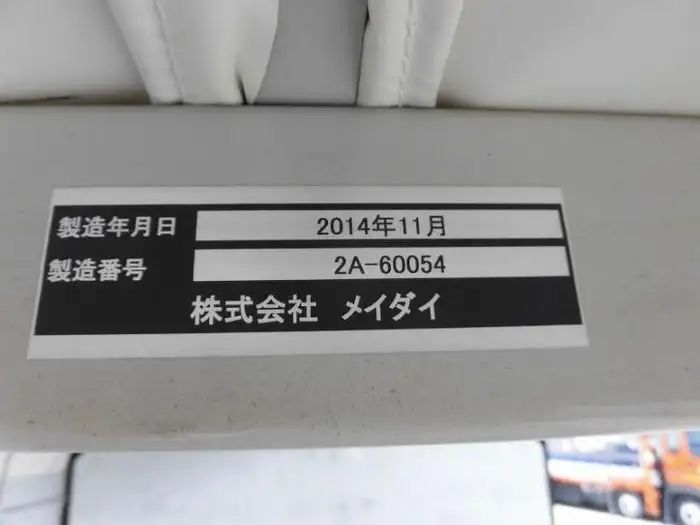 製造年月日 2014年11月
製造番号 2A-60054
株式会社 メイダイ